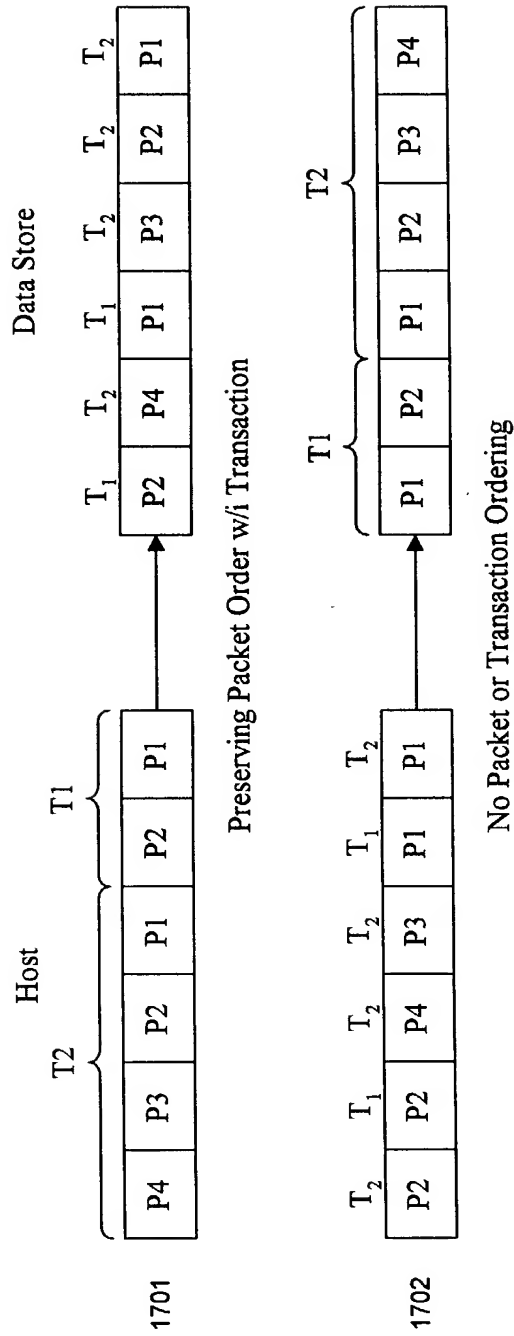 Host
Data Store
T2 T1
T₁ T₂ T₁ T₂ T₂ T₂
1701
P4 P3 P2 P1 P2 P1
P2 P4 P1 P3 P2 P1
Preserving Packet Order w/i Transaction
T₂ T₁ T₂ T₂ T₁ T₂
T1 T2
1702
P2 P2 P4 P3 P1 P1
P1 P2 P1 P2 P3 P4
No Packet or Transaction Ordering